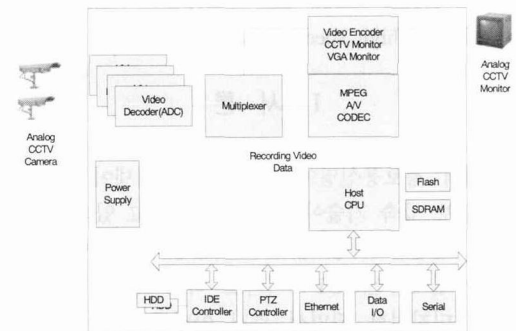 Video Encoder
CCTV Monitor
VGA Monitor
Analog
CCTV
Monitor
Video
Decoder(ADC)
Multiplexer
MPEG
A/V
CODEC
Analog
CCTV
Camera
Recording Video
Data
Power
Supply
Host
CPU
Flash
SDRAM
HDD
IDE
Controller
PTZ
Controller
Ethernet
Data
I/O
Serial